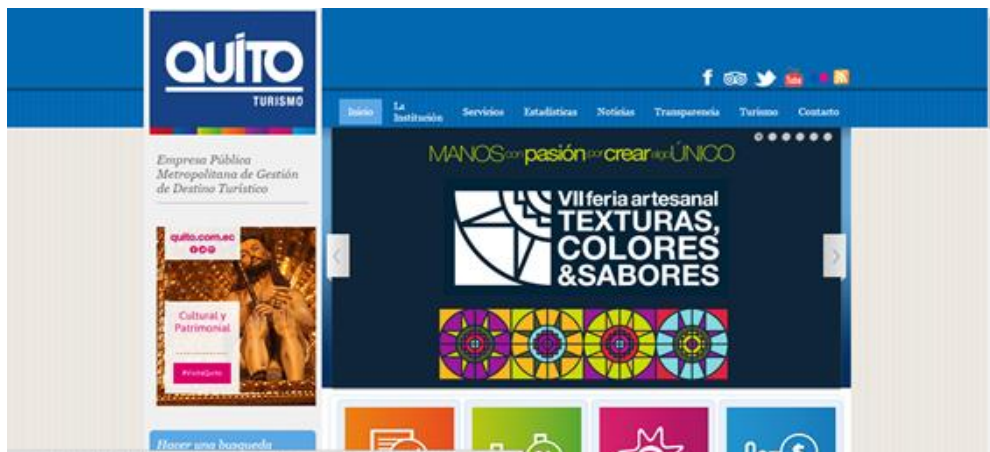 QUITO
TURISMO
Inicio
La
Institución
Servicios
Estadísticas
Noticias
Transparencia
Turismo
Contacto
Empresa Pública
Metropolitana de Gestión
de Destino Turístico
MANOS con pasión por crear algo ÚNICO
VII feria artesanal
TEXTURAS,
COLORES
&SABORES
quito.com.ec
Cultural y
Patrimonial
#VisitaQuito
Hacer una busqueda